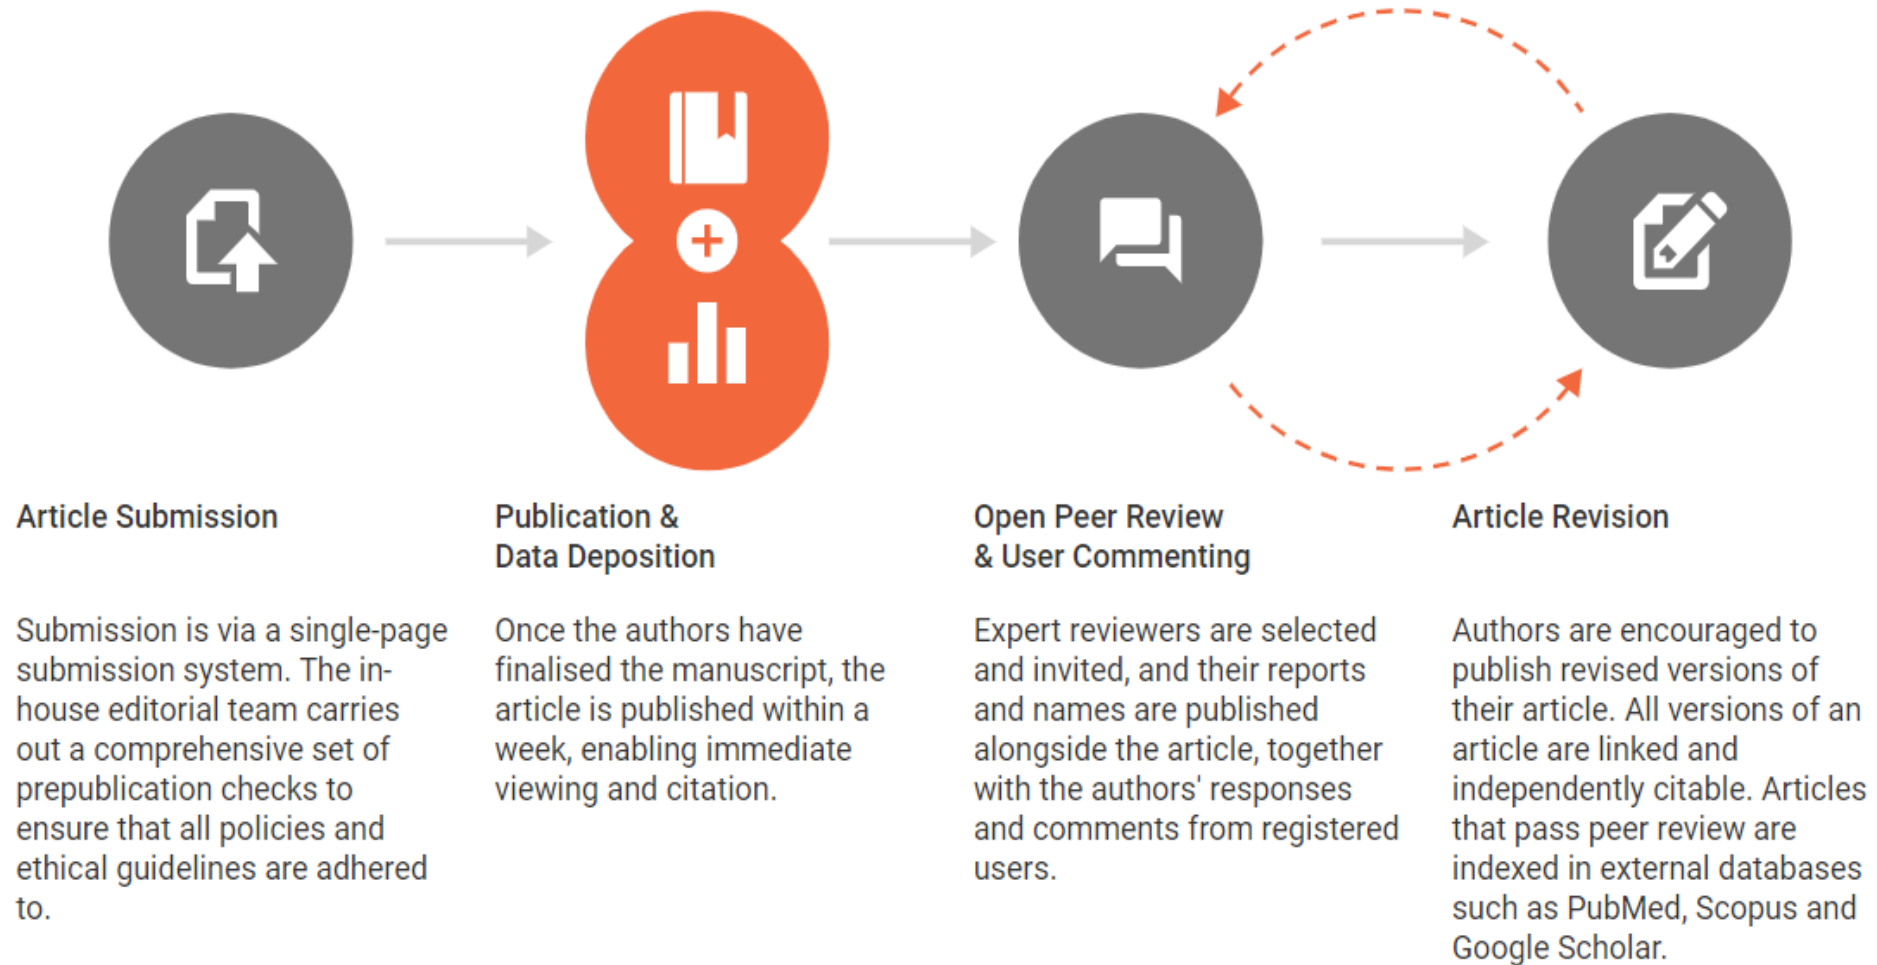 Article Submission
Submission is via a single-page
submission system. The in-
house editorial team carries
out a comprehensive set of
prepublication checks to
ensure that all policies and
ethical guidelines are adhered
to.
Publication &
Data Deposition
Once the authors have
finalised the manuscript, the
article is published within a
week, enabling immediate
viewing and citation.
Open Peer Review
& User Commenting
Expert reviewers are selected
and invited, and their reports
and names are published
alongside the article, together
with the authors' responses
and comments from registered
users.
Article Revision
Authors are encouraged to
publish revised versions of
their article. All versions of an
article are linked and
independently citable. Articles
that pass peer review are
indexed in external databases
such as PubMed, Scopus and
Google Scholar.